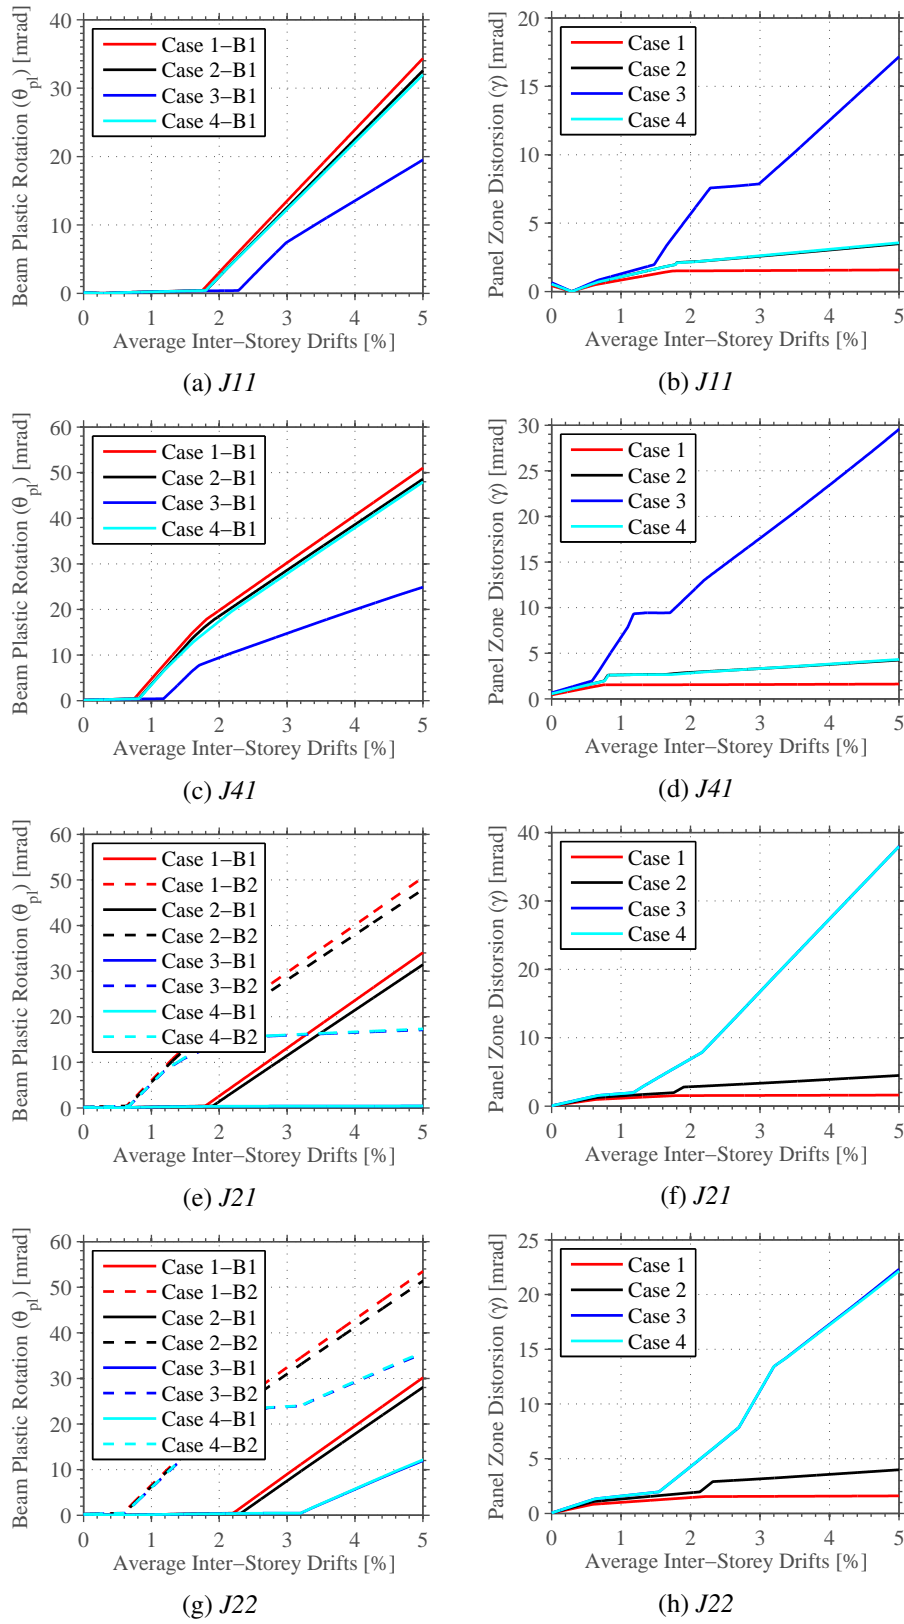 Beam Plastic Rotation (θpl) [mrad]
40
30
20
10
0
Case 1−B1
Case 2−B1
Case 3−B1
Case 4−B1
0 1 2 3 4 5
Average Inter−Storey Drifts [%]
(a) J11
Panel Zone Distorsion (γ) [mrad]
20
15
10
5
0
Case 1
Case 2
Case 3
Case 4
0 1 2 3 4 5
Average Inter−Storey Drifts [%]
(b) J11
Beam Plastic Rotation (θpl) [mrad]
60
50
40
30
20
10
0
Case 1−B1
Case 2−B1
Case 3−B1
Case 4−B1
0 1 2 3 4 5
Average Inter−Storey Drifts [%]
(c) J41
Panel Zone Distorsion (γ) [mrad]
30
25
20
15
10
5
0
Case 1
Case 2
Case 3
Case 4
0 1 2 3 4 5
Average Inter−Storey Drifts [%]
(d) J41
Beam Plastic Rotation (θpl) [mrad]
60
50
40
30
20
10
0
Case 1−B1
Case 1−B2
Case 2−B1
Case 2−B2
Case 3−B1
Case 3−B2
Case 4−B1
Case 4−B2
0 1 2 3 4 5
Average Inter−Storey Drifts [%]
(e) J21
Panel Zone Distorsion (γ) [mrad]
40
30
20
10
0
Case 1
Case 2
Case 3
Case 4
0 1 2 3 4 5
Average Inter−Storey Drifts [%]
(f) J21
Beam Plastic Rotation (θpl) [mrad]
60
50
40
30
20
10
0
Case 1−B1
Case 1−B2
Case 2−B1
Case 2−B2
Case 3−B1
Case 3−B2
Case 4−B1
Case 4−B2
0 1 2 3 4 5
Average Inter−Storey Drifts [%]
(g) J22
Panel Zone Distorsion (γ) [mrad]
25
20
15
10
5
0
Case 1
Case 2
Case 3
Case 4
0 1 2 3 4 5
Average Inter−Storey Drifts [%]
(h) J22